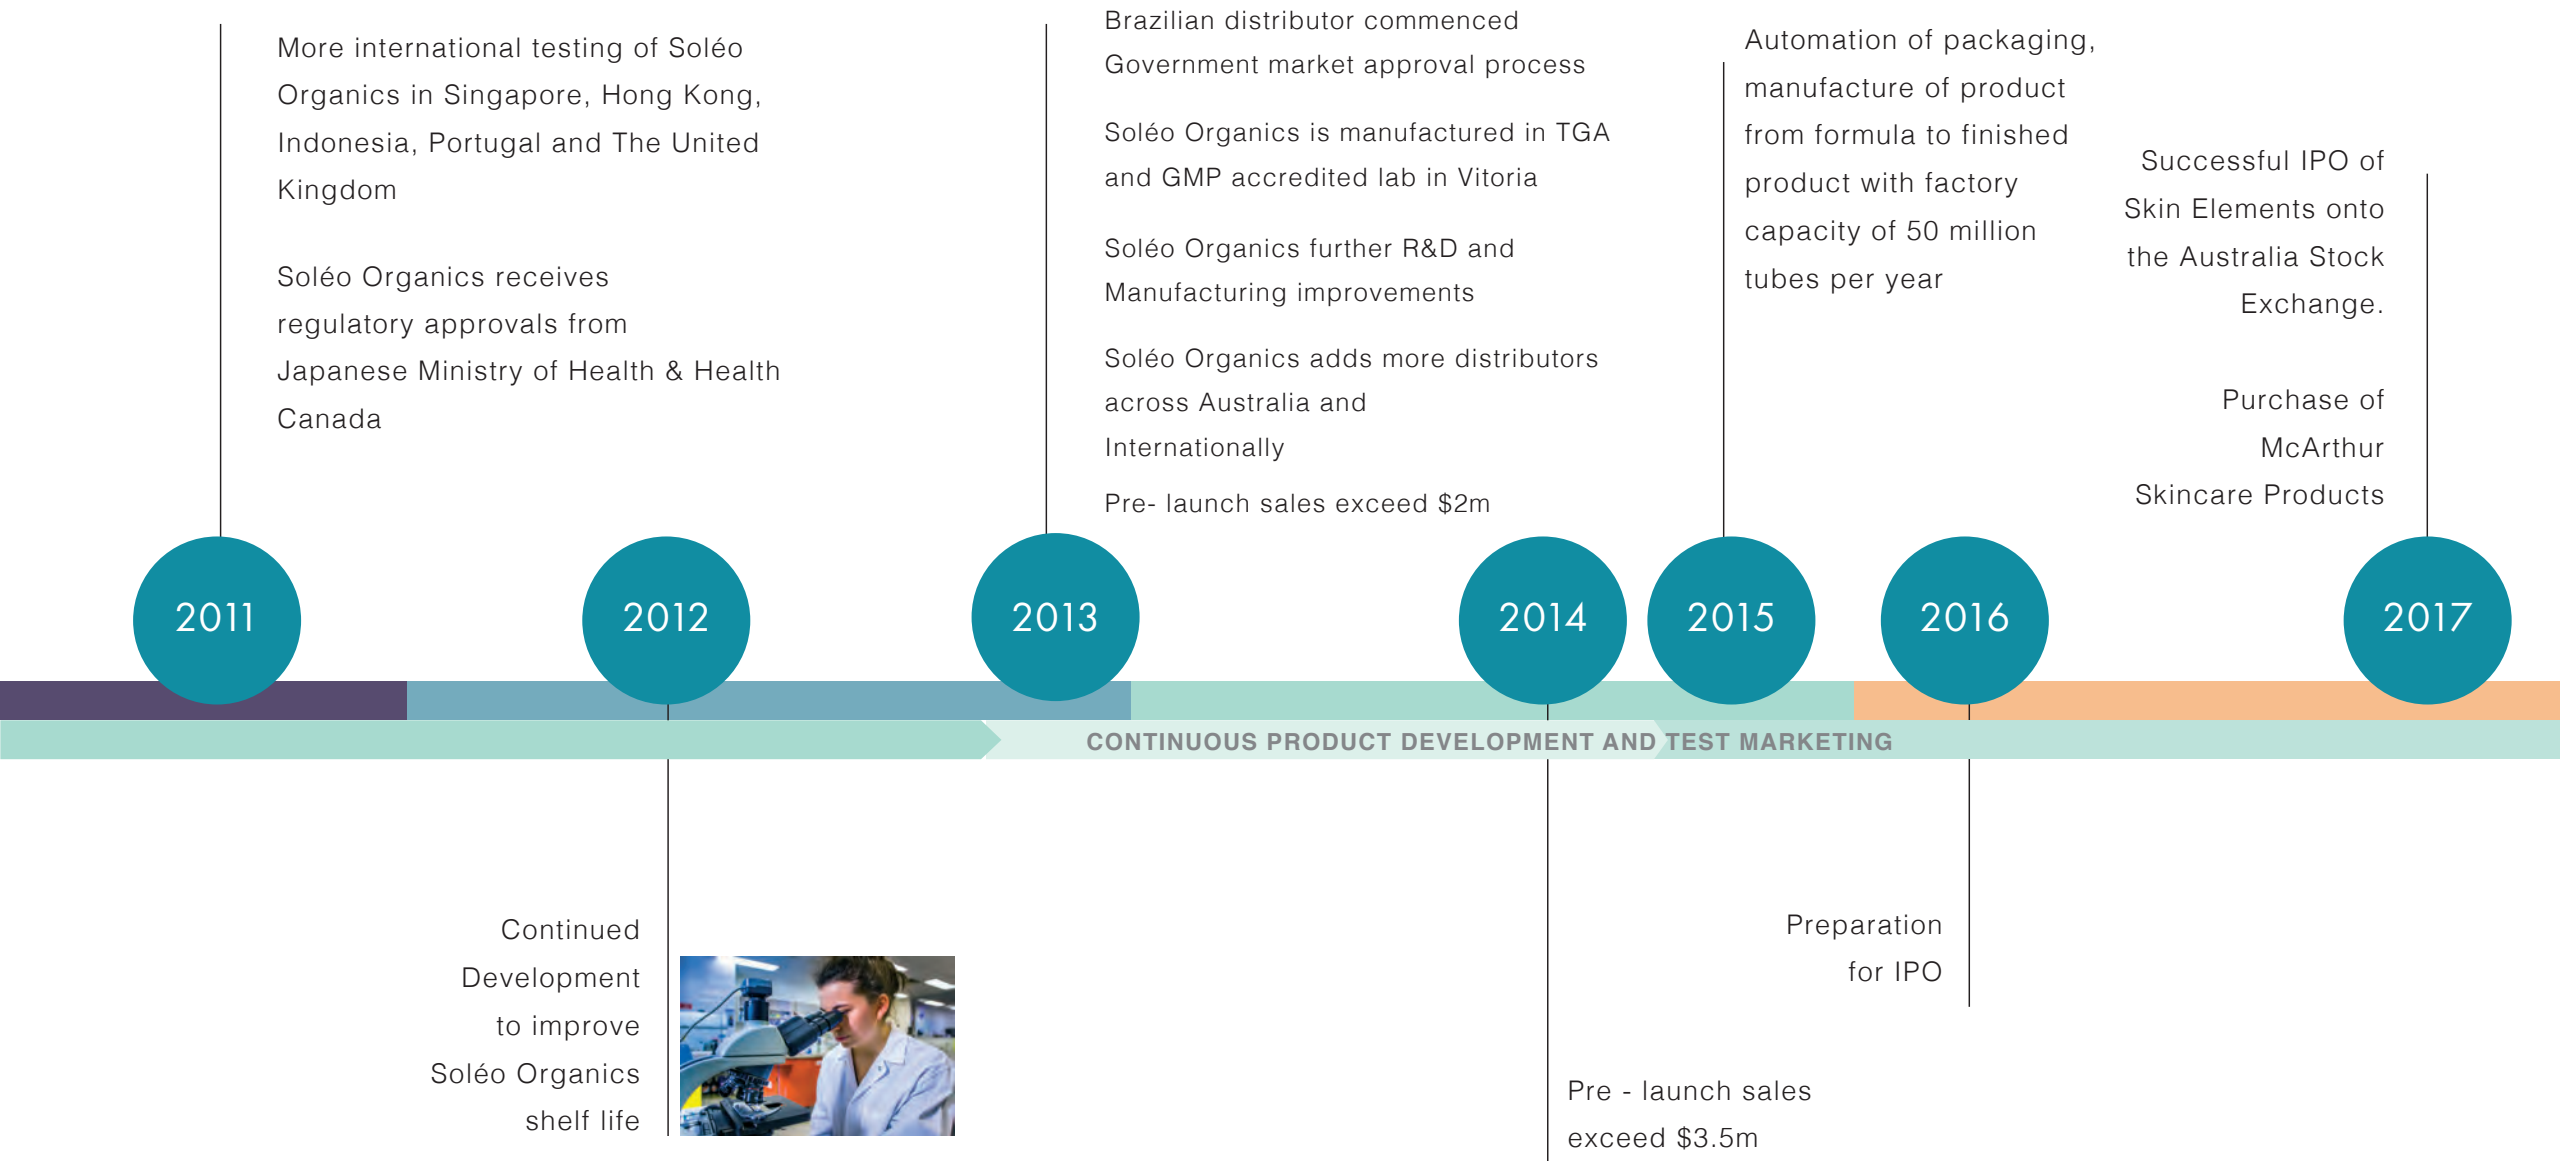 More international testing of Soléo
Organics in Singapore, Hong Kong,
Indonesia, Portugal and The United
Kingdom
Soléo Organics receives
regulatory approvals from
Japanese Ministry of Health & Health
Canada
Brazilian distributor commenced
Government market approval process
Soléo Organics is manufactured in TGA
and GMP accredited lab in Vitoria
Soléo Organics further R&D and
Manufacturing improvements
Soléo Organics adds more distributors
across Australia and
Internationally
Pre- launch sales exceed $2m
Automation of packaging,
manufacture of product
from formula to finished
product with factory
capacity of 50 million
tubes per year
Successful IPO of
Skin Elements onto
the Australia Stock
Exchange.
Purchase of
McArthur
Skincare Products
2011
2012
2013
2014
2015
2016
2017
CONTINUOUS PRODUCT DEVELOPMENT AND TEST MARKETING
Continued
Development
to improve
Soléo Organics
shelf life
Preparation
for IPO
Pre - launch sales
exceed $3.5m